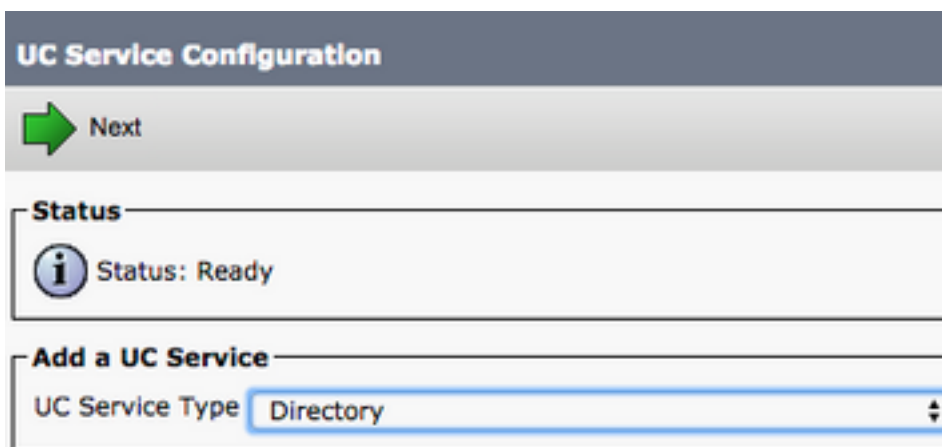 UC Service Configuration
Next
Status
Status: Ready
Add a UC Service
UC Service Type Directory